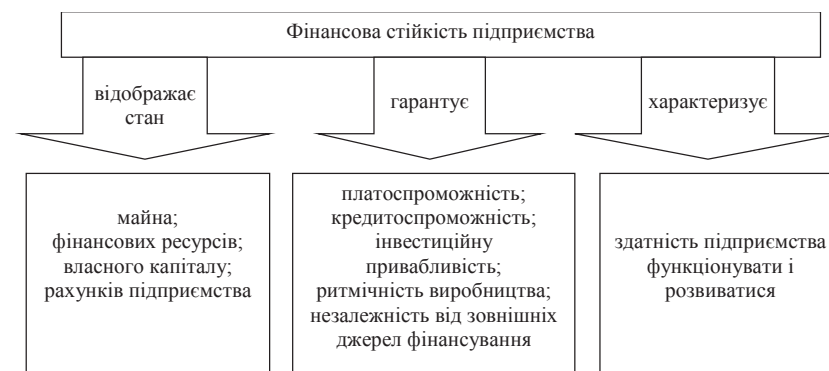 Фінансова стійкість підприємства
відображає
стан
гарантує
характеризує
майна;
фінансових ресурсів;
власного капіталу;
рахунків підприємства
платоспроможність;
кредитоспроможність;
інвестиційну
привабливість;
ритмічність виробництва;
незалежність від зовнішніх
джерел фінансування
здатність підприємства
функціонувати і
розвиватися